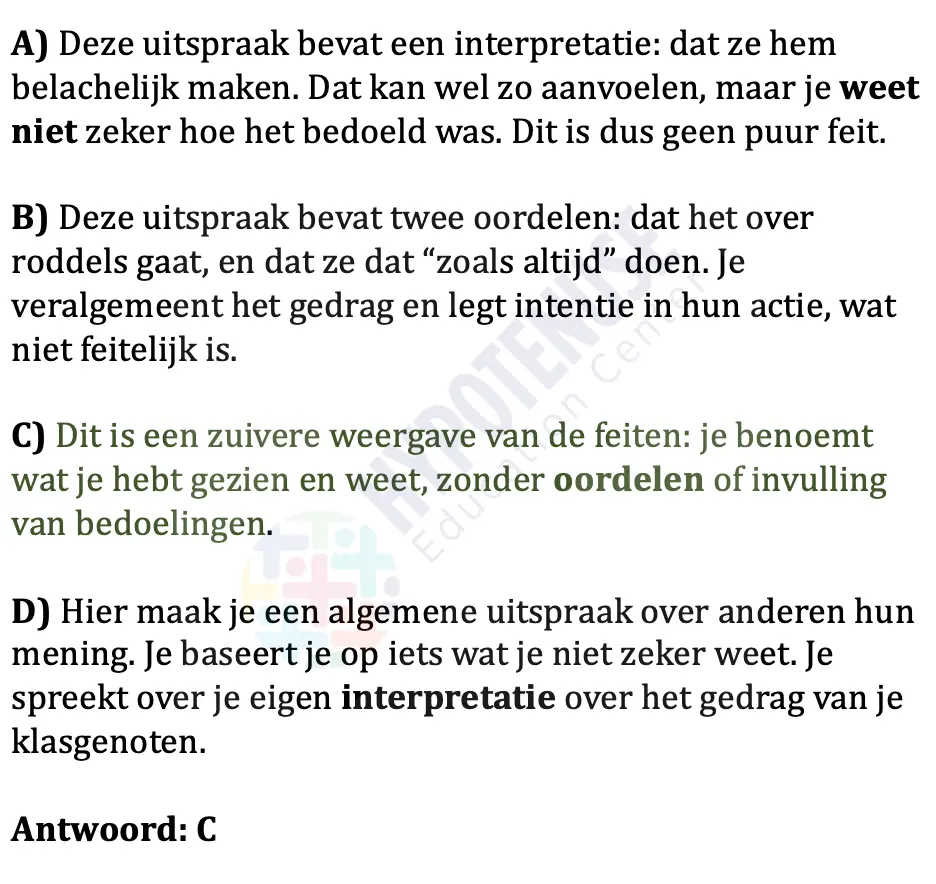 A) Deze uitspraak bevat een interpretatie: dat ze hem
belachelijk maken. Dat kan wel zo aanvoelen, maar je weet
niet zeker hoe het bedoeld was. Dit is dus geen puur feit.
B) Deze uitspraak bevat twee oordelen: dat het over
roddels gaat, en dat ze dat “zoals altijd” doen. Je
veralgemeent het gedrag en legt intentie in hun actie, wat
niet feitelijk is.
C) Dit is een zuivere weergave van de feiten: je benoemt
wat je hebt gezien en weet, zonder oordelen of invulling
van bedoelingen.
D) Hier maak je een algemene uitspraak over anderen hun
mening. Je baseert je op iets wat je niet zeker weet. Je
spreekt over je eigen interpretatie over het gedrag van je
klasgenoten.
Antwoord: C
HYPOTENUSE
Education Center